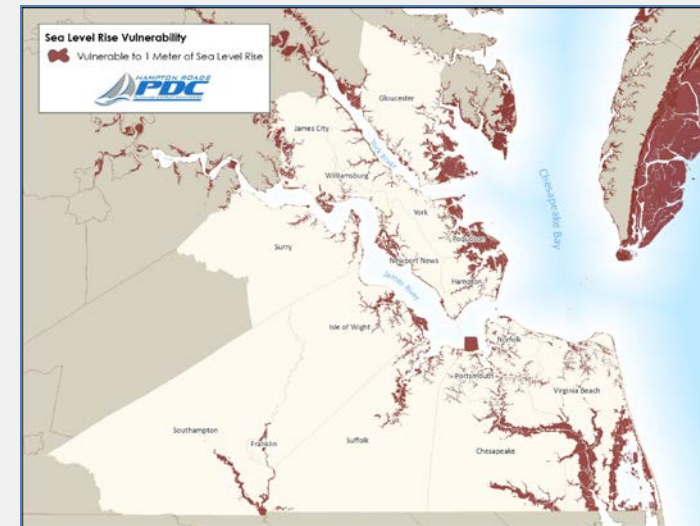 Sea Level Rise Vulnerability
Vulnerable to 1 Meter of Sea Level Rise
HAMPTON ROADS
PDC
Gloucester
James City
York River
Williamsburg
Chesapeake Bay
York
Poquoson
Surry
Newport News
James River
Hampton
Isle of Wight
Norfolk
Portsmouth
Virginia Beach
Southampton
Franklin
Suffolk
Chesapeake